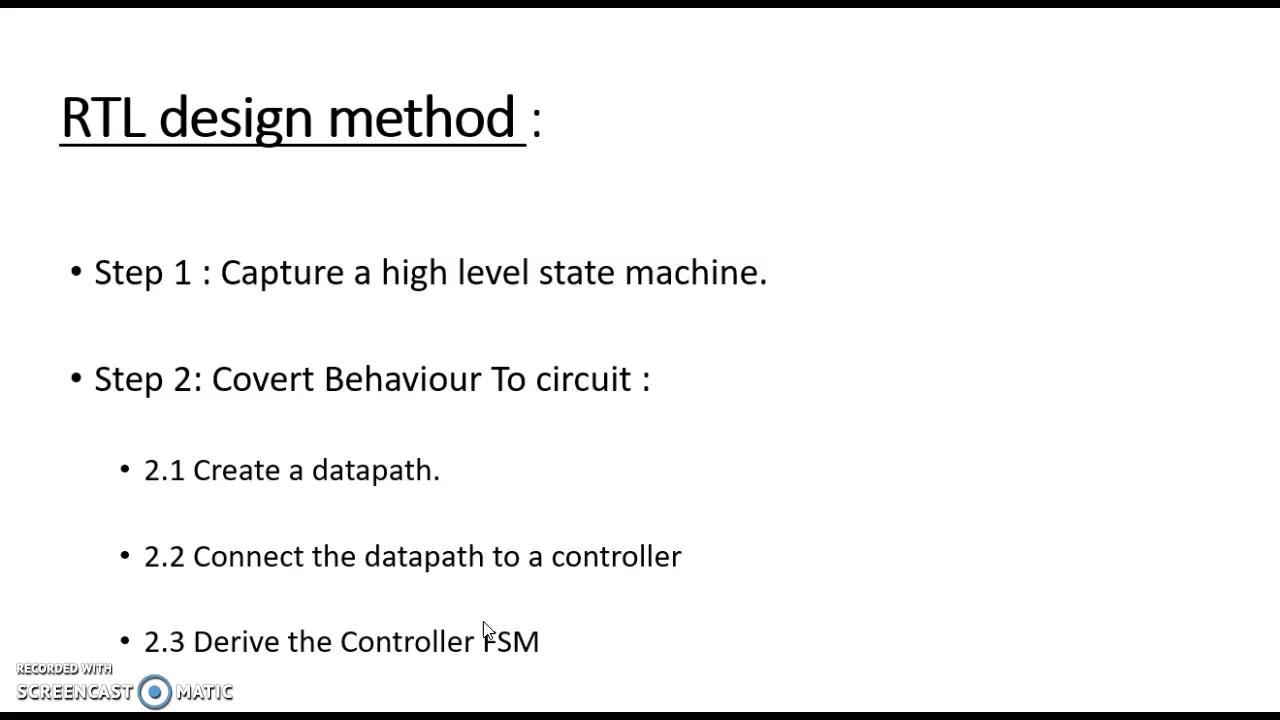 RTL design method :
• Step 1 : Capture a high level state machine.
• Step 2: Covert Behaviour To circuit :
• 2.1 Create a datapath.
• 2.2 Connect the datapath to a controller
• 2.3 Derive the Controller FSM
RECORDED WITH
SCREENCAST MATIC